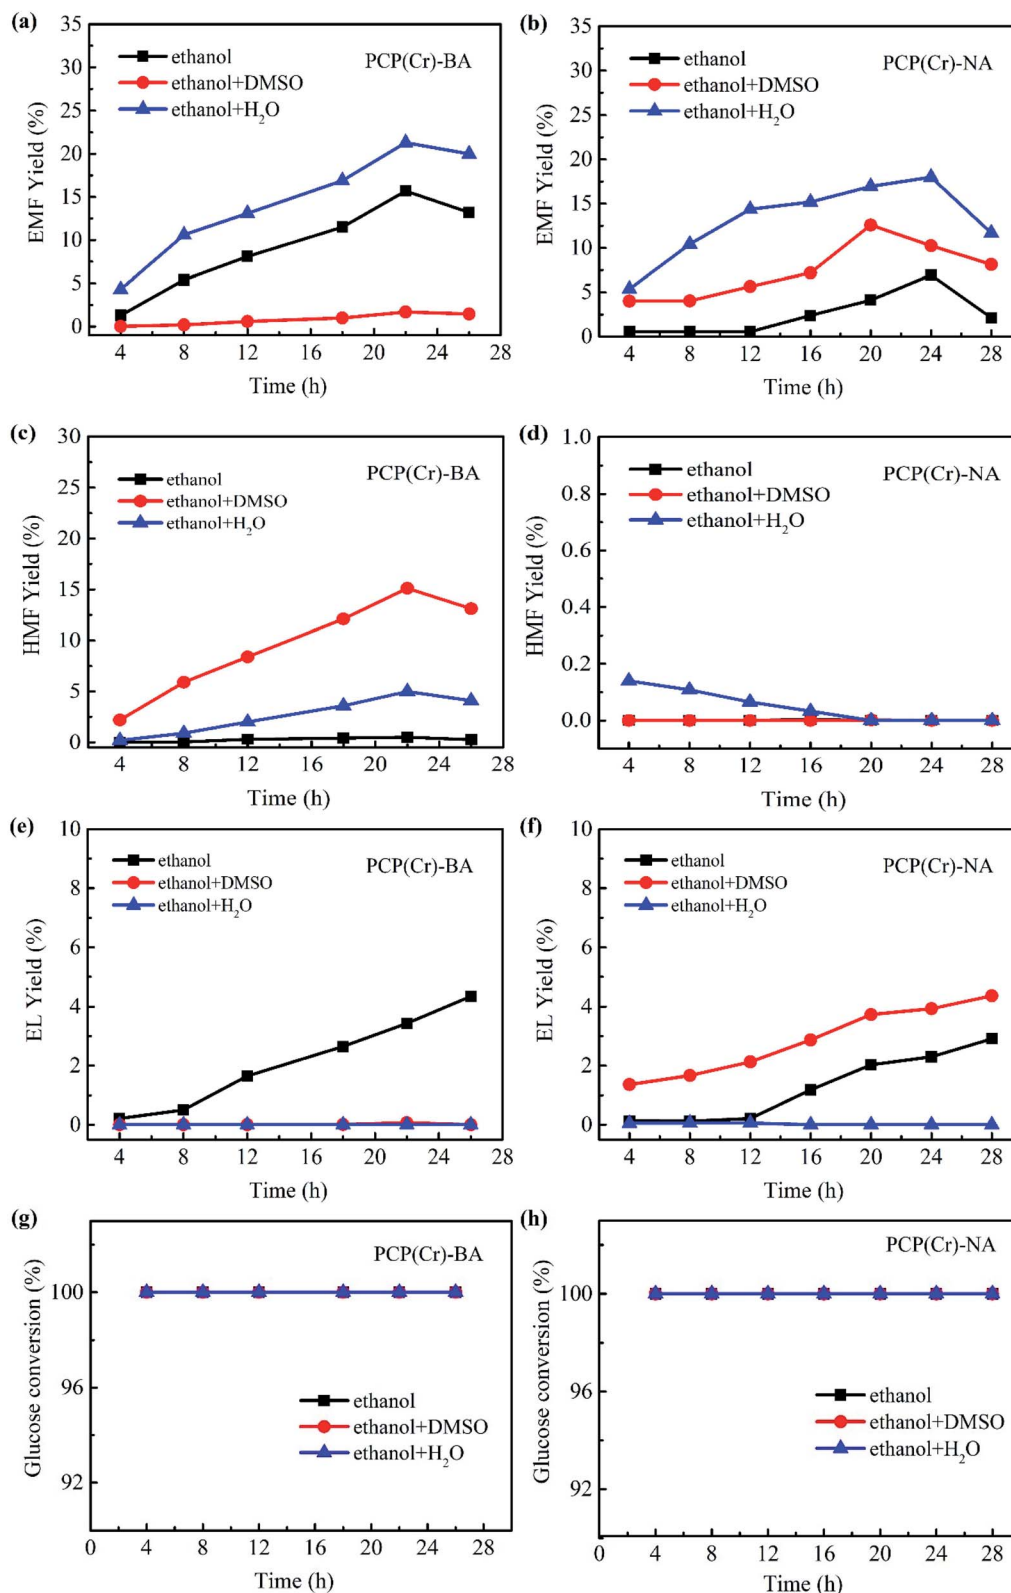 (a)
35
30
25
20
15
10
5
0
EMF Yield (%)
ethanol
ethanol+DMSO
ethanol+H₂O
PCP(Cr)-BA
4 8 12 16 20 24 28
Time (h)
(b)
35
30
25
20
15
10
5
0
EMF Yield (%)
ethanol
ethanol+DMSO
ethanol+H₂O
PCP(Cr)-NA
4 8 12 16 20 24 28
Time (h)
(c)
30
25
20
15
10
5
0
HMF Yield (%)
ethanol
ethanol+DMSO
ethanol+H₂O
PCP(Cr)-BA
4 8 12 16 20 24 28
Time (h)
(d)
1.0
0.8
0.6
0.4
0.2
0.0
HMF Yield (%)
ethanol
ethanol+DMSO
ethanol+H₂O
PCP(Cr)-NA
4 8 12 16 20 24 28
Time (h)
(e)
10
8
6
4
2
0
EL Yield (%)
ethanol
ethanol+DMSO
ethanol+H₂O
PCP(Cr)-BA
4 8 12 16 20 24 28
Time (h)
(f)
10
8
6
4
2
0
EL Yield (%)
ethanol
ethanol+DMSO
ethanol+H₂O
PCP(Cr)-NA
4 8 12 16 20 24 28
Time (h)
(g)
100
96
92
Glucose conversion (%)
PCP(Cr)-BA
ethanol
ethanol+DMSO
ethanol+H₂O
0 4 8 12 16 20 24 28
Time (h)
(h)
100
96
92
Glucose conversion (%)
PCP(Cr)-NA
ethanol
ethanol+DMSO
ethanol+H₂O
0 4 8 12 16 20 24 28
Time (h)